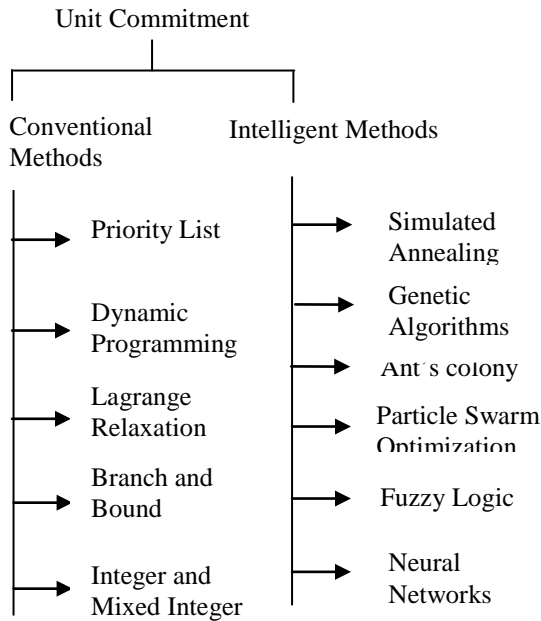 Unit Commitment
Conventional
Methods
Priority List
Dynamic
Programming
Lagrange
Relaxation
Branch and
Bound
Integer and
Mixed Integer
Intelligent Methods
Simulated
Annealing
Genetic
Algorithms
Ant´s colony
Particle Swarm
Optimization
Fuzzy Logic
Neural
Networks